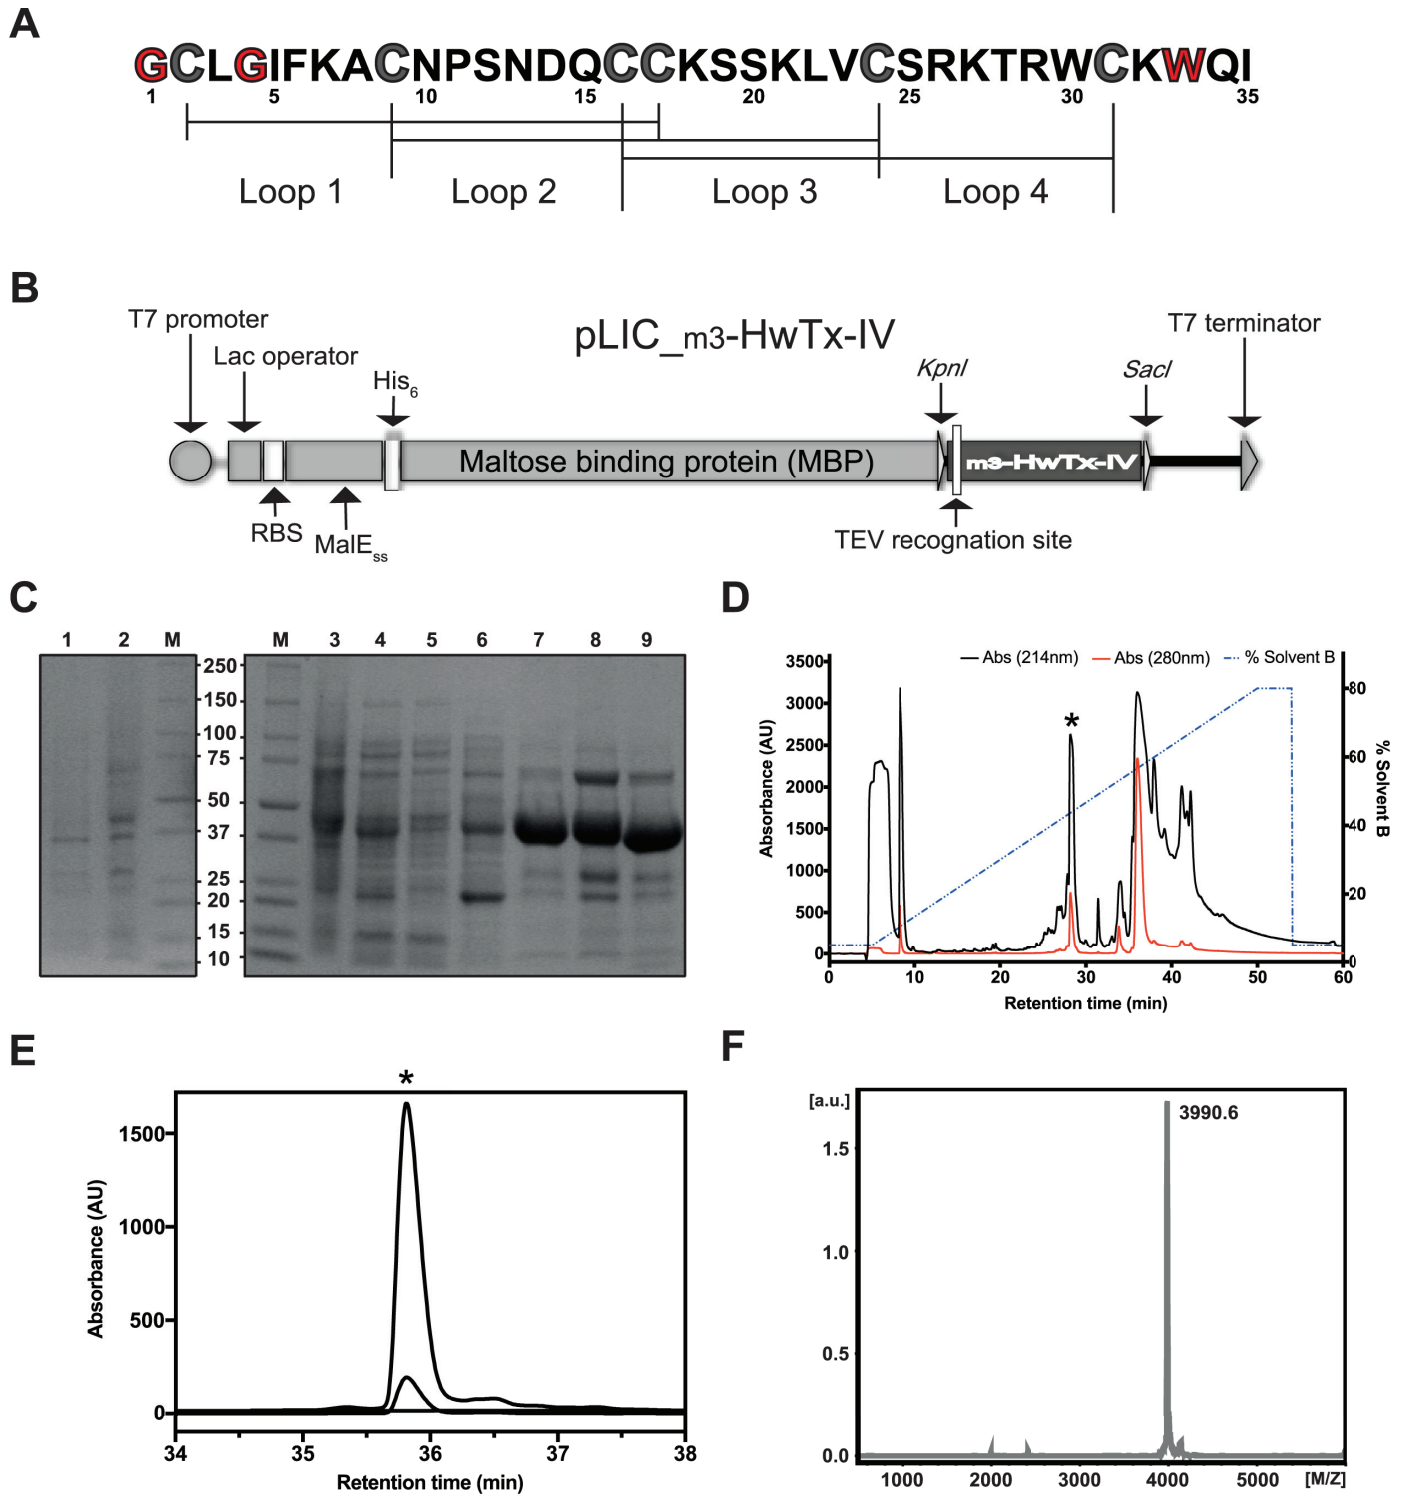 A
GCLGIFKACNPSNDQCCKSSKLVCSRKTRWCKWQI
1 5 10 15 20 25 30 35
Loop 1 Loop 2 Loop 3 Loop 4
B
T7 promoter
pLIC_m3-HwTx-IV
T7 terminator
Lac operator
His6
KpnI
SacI
Maltose binding protein (MBP)
m3-HwTx-IV
RBS
MalEss
TEV recognation site
C
1 2 M M 3 4 5 6 7 8 9
250
150
100
75
50
37
25
20
15
10
D
Abs (214nm) Abs (280nm) % Solvent B
3500
3000
2500
2000
1500
1000
500
0
Absorbance (AU)
80
60
40
20
0
% Solvent B
*
0 10 20 30 40 50 60
Retention time (min)
E
*
1500
1000
500
0
Absorbance (AU)
34 35 36 37 38
Retention time (min)
F
[a.u.]
3990.6
1.5
1.0
0.5
0.0
1000 2000 3000 4000 5000 [M/Z]